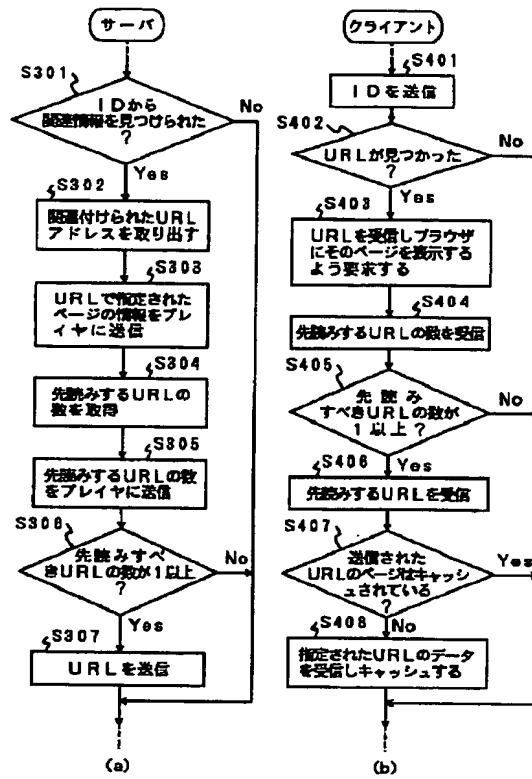 サーバ
S301
IDから
関連情報を見つけられた
?
No
Yes
S302
関連付けられたURL
アドレスを取り出す
S303
URLで指定された
ページの情報をプレ
イヤに送信
S304
先読みするURLの
数を取得
S305
先読みするURLの数
をプレイヤに送信
S306
先読みすべ
きURLの数が1以上
?
No
Yes
S307
URLを送信
(a)
クライアント
S401
IDを送信
S402
URLが見つかった
?
No
Yes
S403
URLを受信しブラウザ
にそのページを表示する
よう要求する
S404
先読みするURLの数を受信
S405
先読み
すべきURLの数が
1以上?
No
Yes
S406
先読みするURLを受信
S407
送信された
URLのページはキャッシ
ュされている
?
Yes
No
S408
指定されたURLのデータ
を受信しキャッシュする
(b)